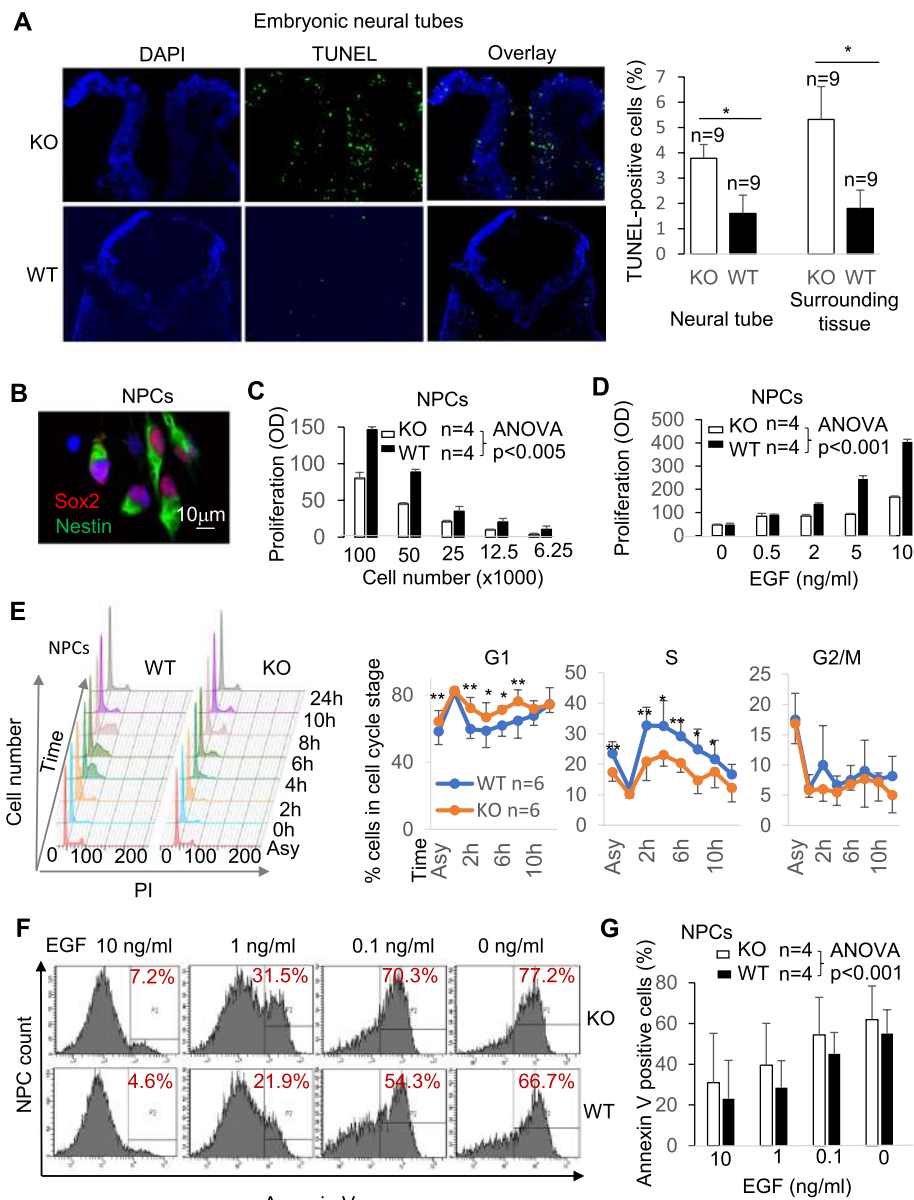 A
Embryonic neural tubes
DAPI TUNEL Overlay
KO
WT
TUNEL-positive cells (%)
7
6
5
4
3
2
1
0
*
n=9
n=9
*
n=9
n=9
KO WT KO WT
Neural tube
Surrounding
tissue
B
NPCs
Sox2
Nestin
10μm
C
NPCs
Proliferation (OD)
150
100
50
0
KO n=4
WT n=4
ANOVA
p<0.005
100 50 25 12.5 6.25
Cell number (x1000)
D
NPCs
Proliferation (OD)
500
400
300
200
100
0
KO n=4
WT n=4
ANOVA
p<0.001
0 0.5 2 5 10
EGF (ng/ml)
E
NPCs
WT KO
Cell number
Time
24h
10h
8h
6h
4h
2h
0h
Asy
0 100 200 0 100 200
PI
% cells in cell cycle stage
G1
80
40
0
** ** * * **
WT n=6
KO n=6
Time
Asy 2h 6h 10h
S
50
40
30
20
10
0
** ** * ** * *
Asy 2h 6h 10h
G2/M
25
20
15
10
5
0
Asy 2h 6h 10h
F
EGF 10 ng/ml 1 ng/ml 0.1 ng/ml 0 ng/ml
NPC count
7.2% 31.5% 70.3% 77.2%
KO
4.6% 21.9% 54.3% 66.7%
WT
Annexin V
G
NPCs
KO n=4
WT n=4
ANOVA
p<0.001
Annexin V positive cells (%)
80
60
40
20
0
10 1 0.1 0
EGF (ng/ml)